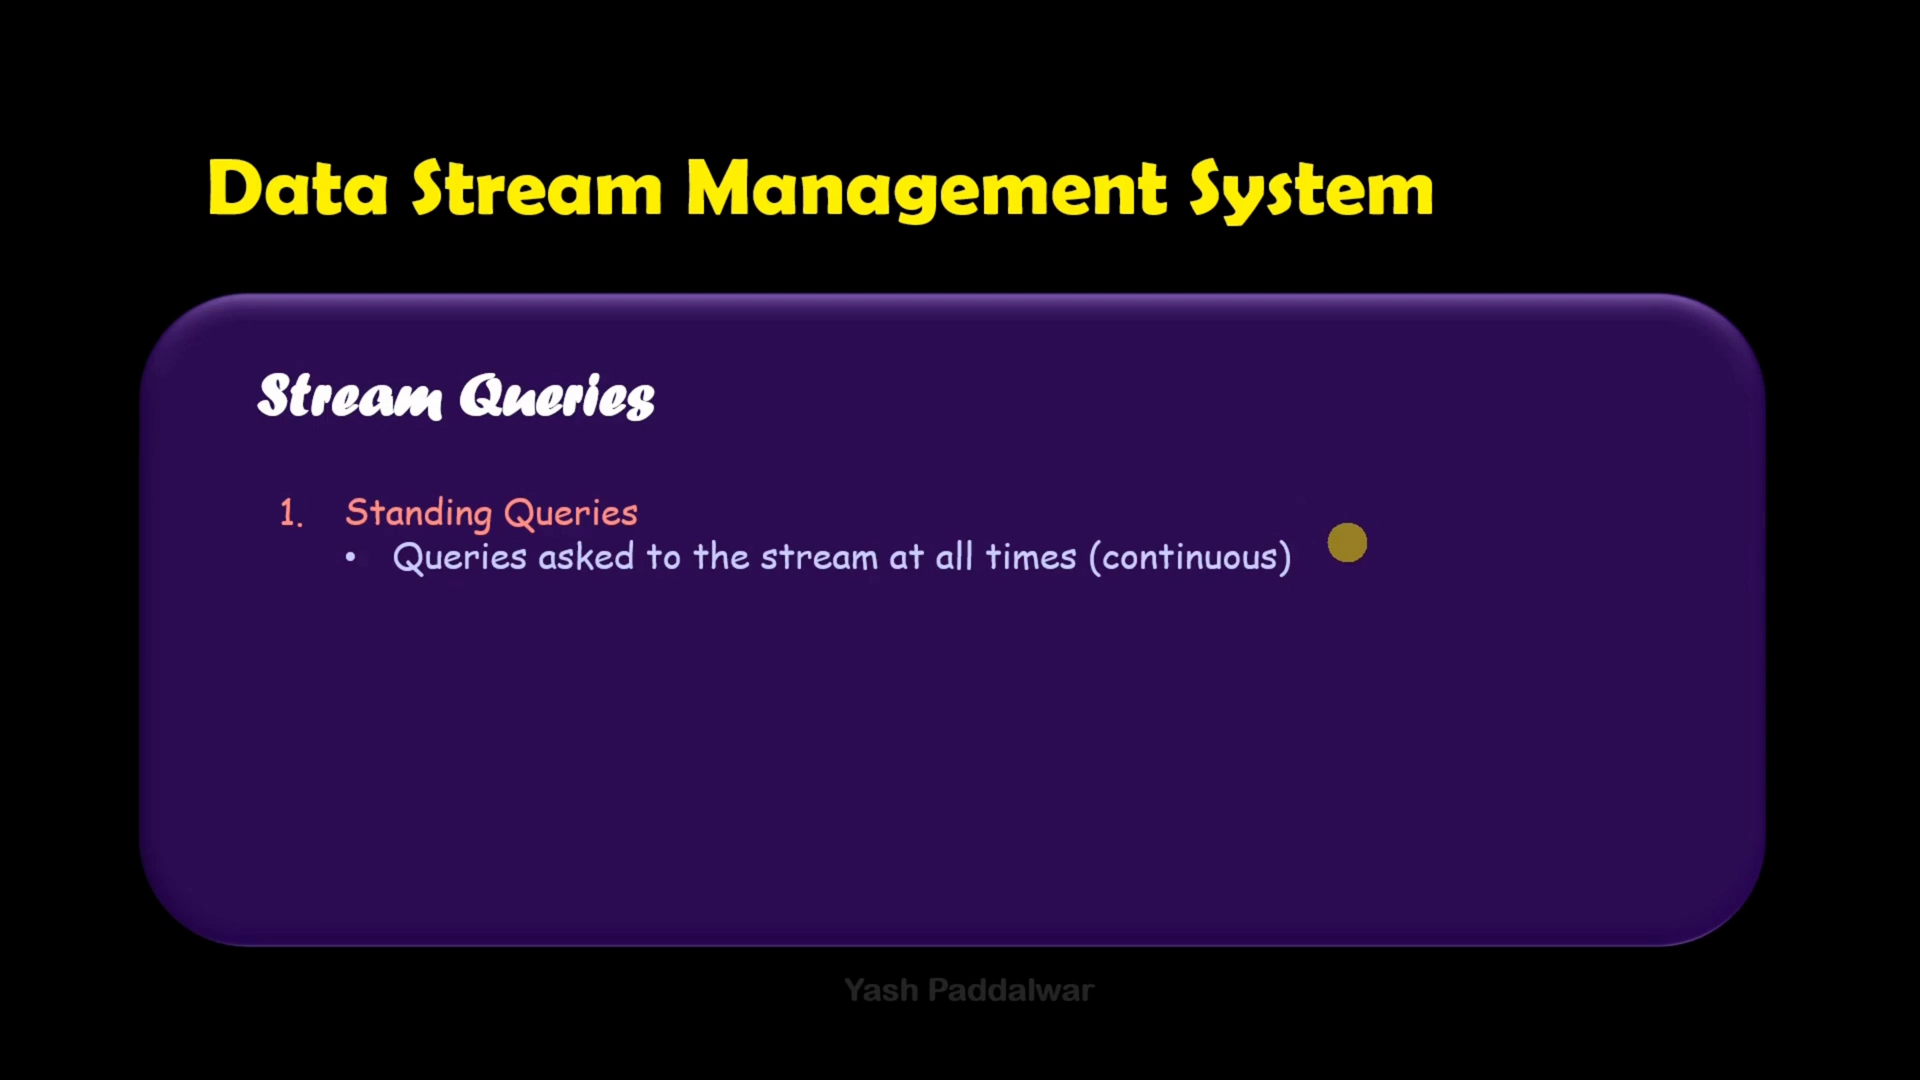 Data Stream Management System
Stream Queries
1. Standing Queries
• Queries asked to the stream at all times (continuous)
Yash Paddalwar